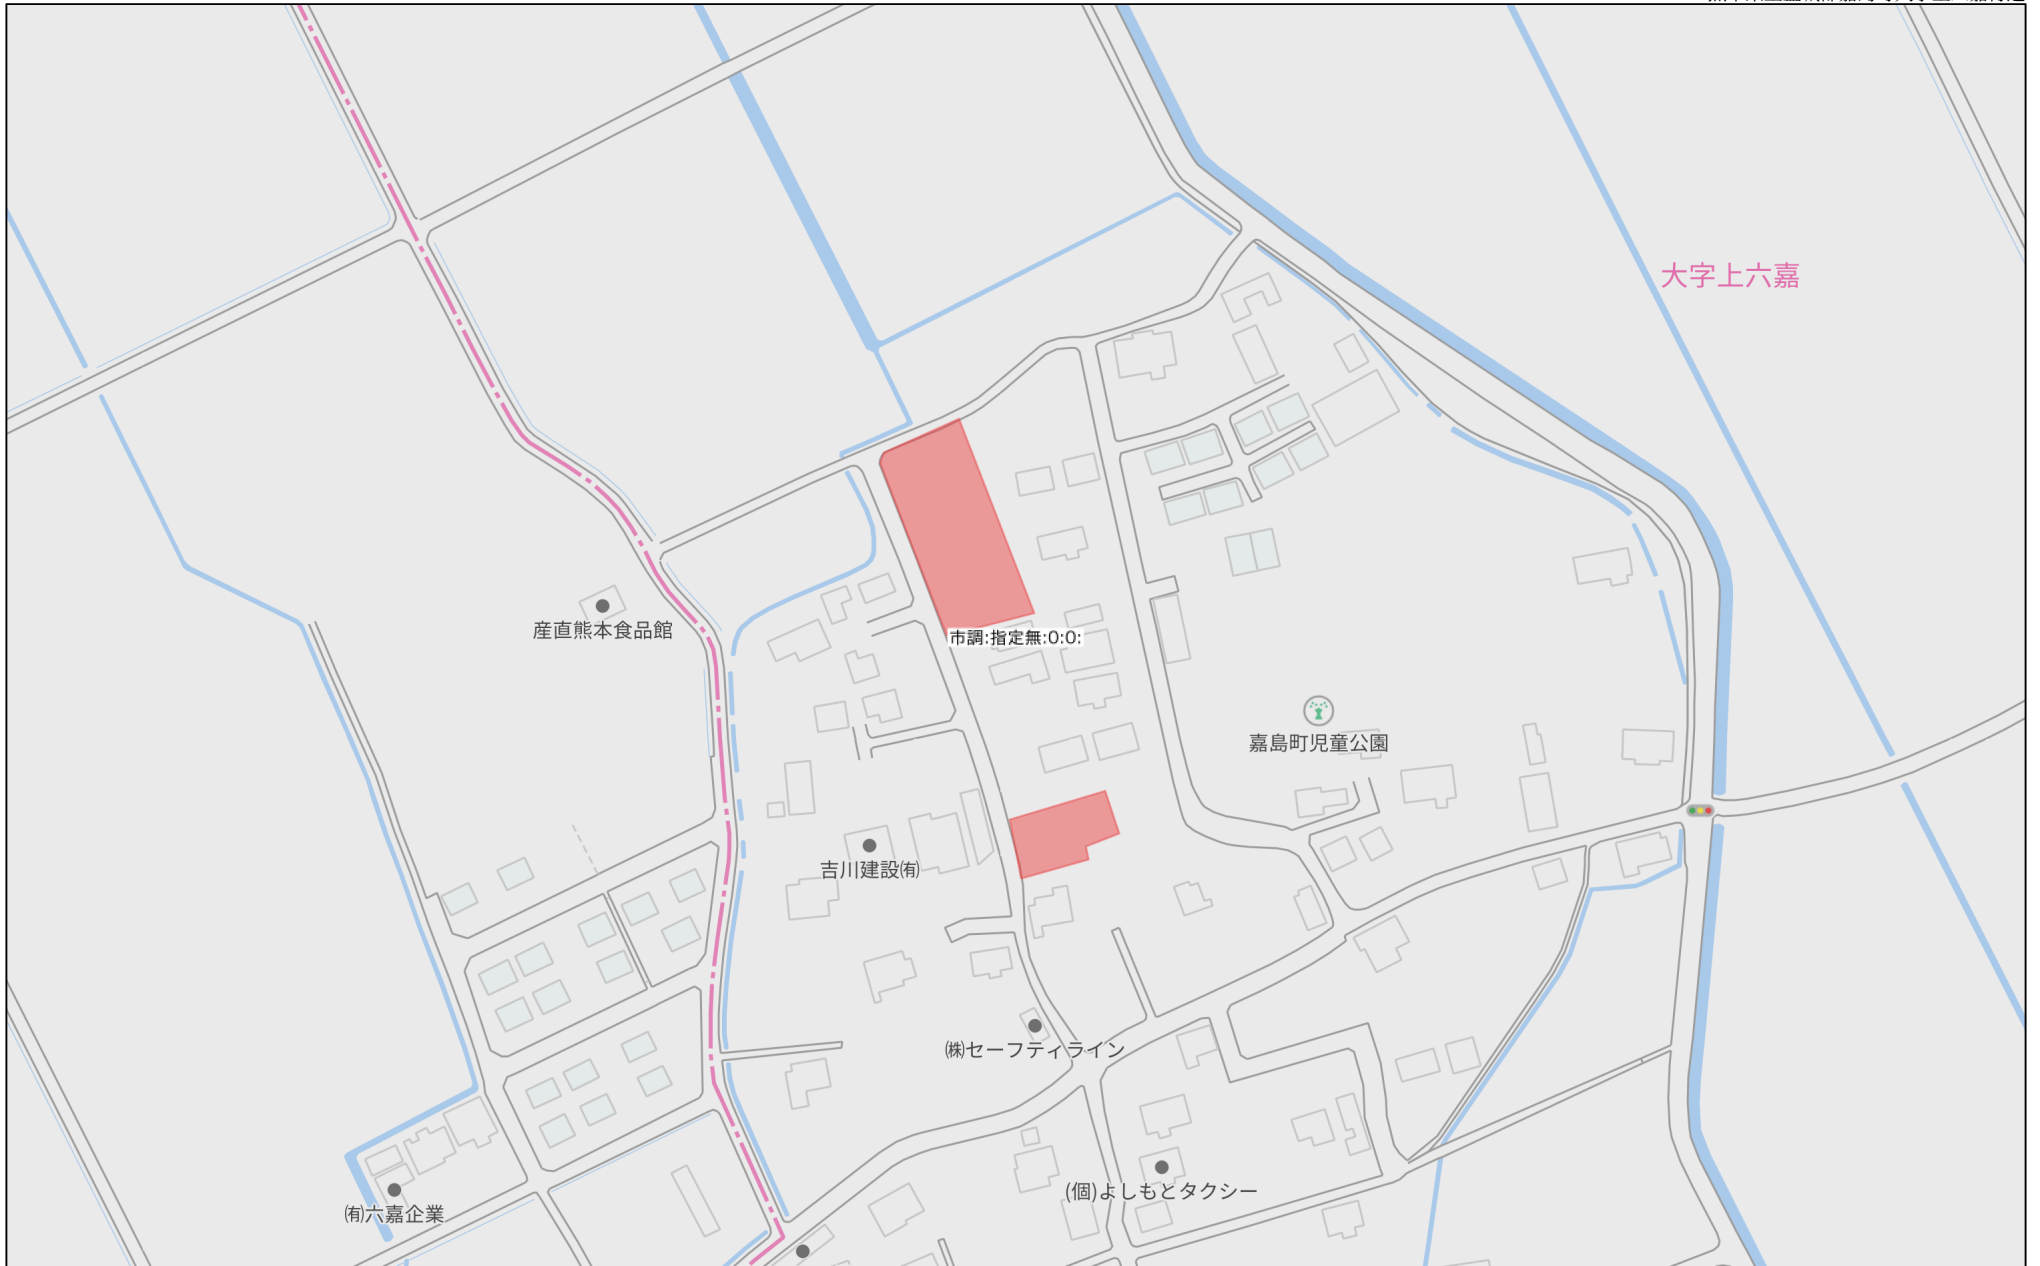 大字上六嘉
産直熊本食品館
市調:指定無:0:0:
嘉島町児童公園
吉川建設㈲
㈱セーフティライン
(個)よしもとタクシー
㈲六嘉企業